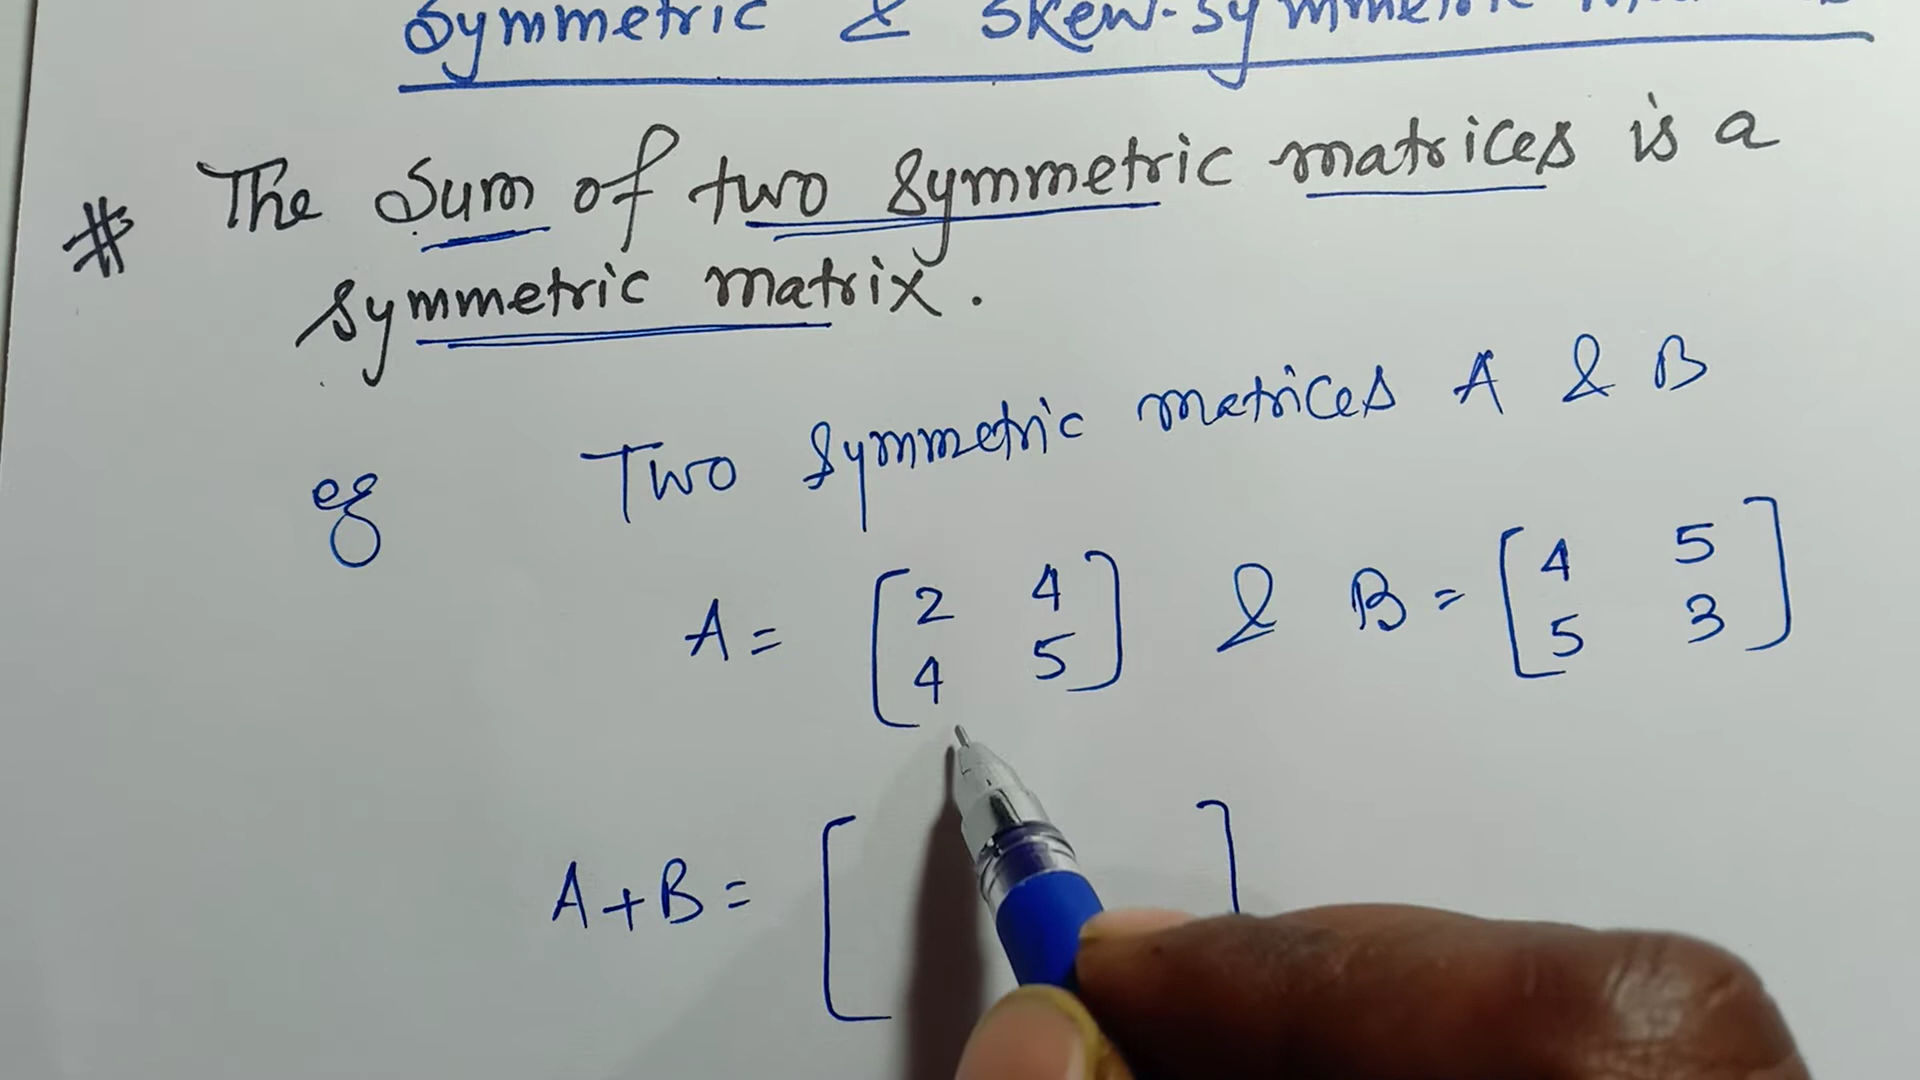 Symmetric & Skew-Symmetric
# The Sum of two Symmetric matrices is a
symmetric matrix.
eg Two Symmetric matrices A & B
A = [2 4 & B = [4 5
4 5] 5 3]
A+B = [ ]